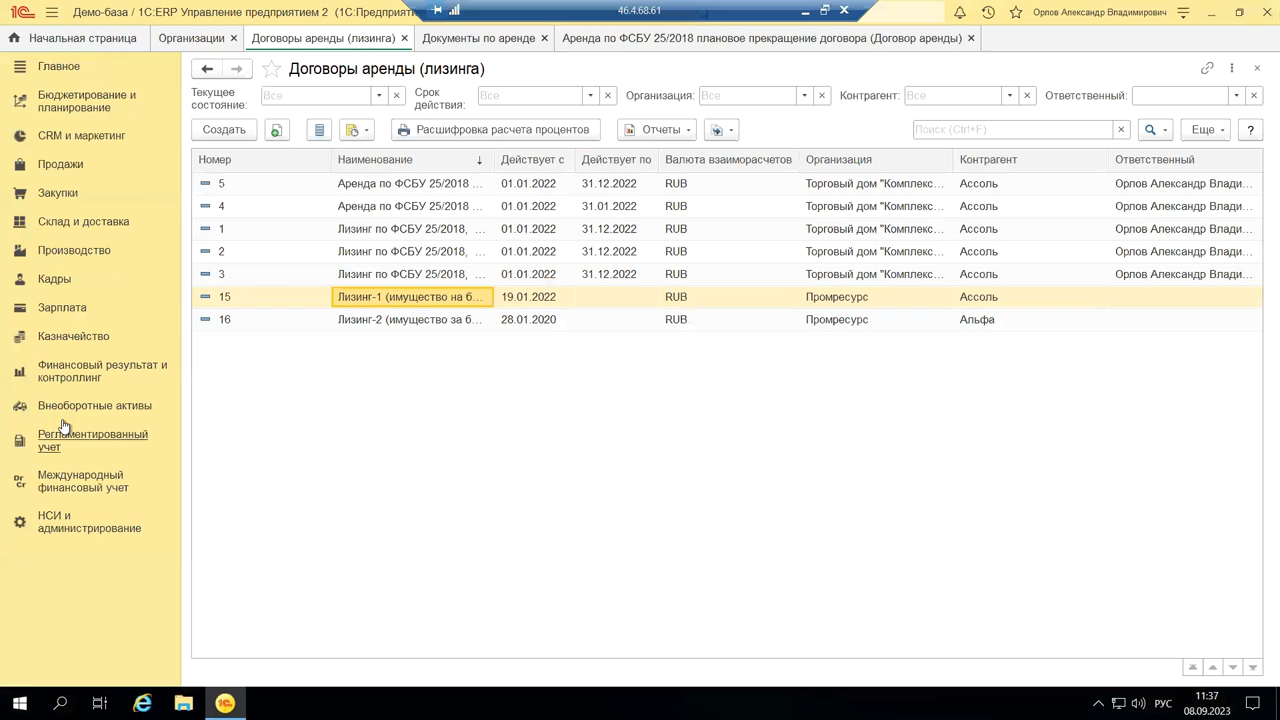 Демо-база / 1C:ERP Управление предприятием 2 (1С:Предприяти
46.4.68.61
Орлов Александр Владимирович
Начальная страница
Организации
Договоры аренды (лизинга)
Документы по аренде
Аренда по ФСБУ 25/2018 плановое прекращение договора (Договор аренды)
Главное
Бюджетирование и планирование
CRM и маркетинг
Продажи
Закупки
Склад и доставка
Производство
Кадры
Зарплата
Казначейство
Финансовый результат и контроллинг
Внеоборотные активы
Регламентированный учет
Международный финансовый учет
НСИ и администрирование
Договоры аренды (лизинга)
Текущее состояние: Все Срок действия: Все Организация: Все Контрагент: Все Ответственный:
Создать Расшифровка расчета процентов Отчеты Поиск (Ctrl+F) Еще ?
Номер Наименование Действует с Действует по Валюта взаиморасчетов Организация Контрагент Ответственный
5 Аренда по ФСБУ 25/2018 ... 01.01.2022 31.12.2022 RUB Торговый дом "Комплекс... Ассоль Орлов Александр Влади...
4 Аренда по ФСБУ 25/2018 ... 01.01.2022 31.01.2022 RUB Торговый дом "Комплекс... Ассоль Орлов Александр Влади...
1 Лизинг по ФСБУ 25/2018, ... 01.01.2022 31.12.2022 RUB Торговый дом "Комплекс... Ассоль Орлов Александр Влади...
2 Лизинг по ФСБУ 25/2018, ... 01.01.2022 31.12.2022 RUB Торговый дом "Комплекс... Ассоль Орлов Александр Влади...
3 Лизинг по ФСБУ 25/2018, ... 01.01.2022 31.12.2022 RUB Торговый дом "Комплекс... Ассоль Орлов Александр Влади...
15 Лизинг-1 (имущество на б... 19.01.2022 RUB Промресурс Ассоль
16 Лизинг-2 (имущество за б... 28.01.2020 RUB Промресурс Альфа
РУС
11:37
08.09.2023